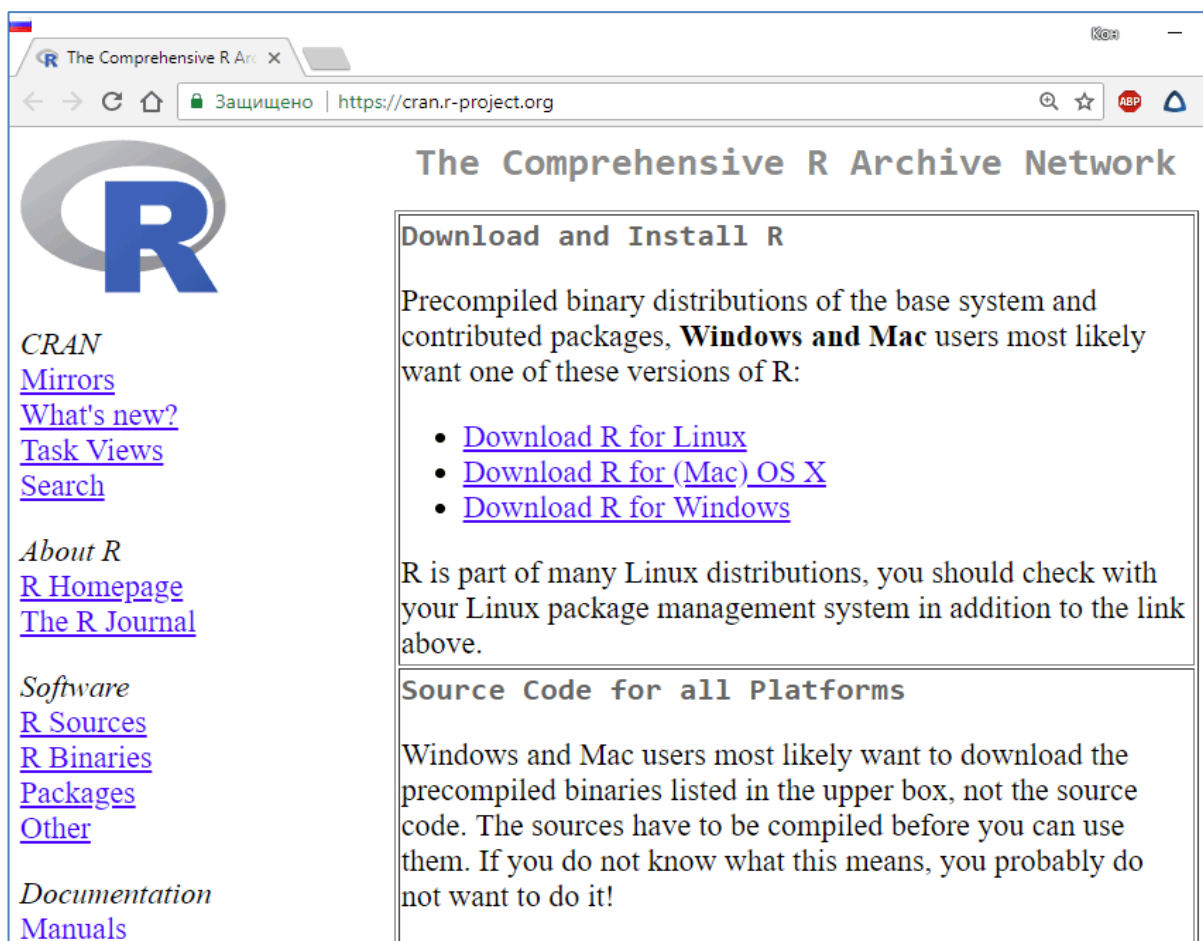 Кон
The Comprehensive R Arc
Защищено https://cran.r-project.org
ABP
R
The Comprehensive R Archive Network
CRAN
Mirrors
What's new?
Task Views
Search
About R
R Homepage
The R Journal
Software
R Sources
R Binaries
Packages
Other
Documentation
Manuals
Download and Install R
Precompiled binary distributions of the base system and
contributed packages, Windows and Mac users most likely
want one of these versions of R:
• Download R for Linux
• Download R for (Mac) OS X
• Download R for Windows
R is part of many Linux distributions, you should check with
your Linux package management system in addition to the link
above.
Source Code for all Platforms
Windows and Mac users most likely want to download the
precompiled binaries listed in the upper box, not the source
code. The sources have to be compiled before you can use
them. If you do not know what this means, you probably do
not want to do it!